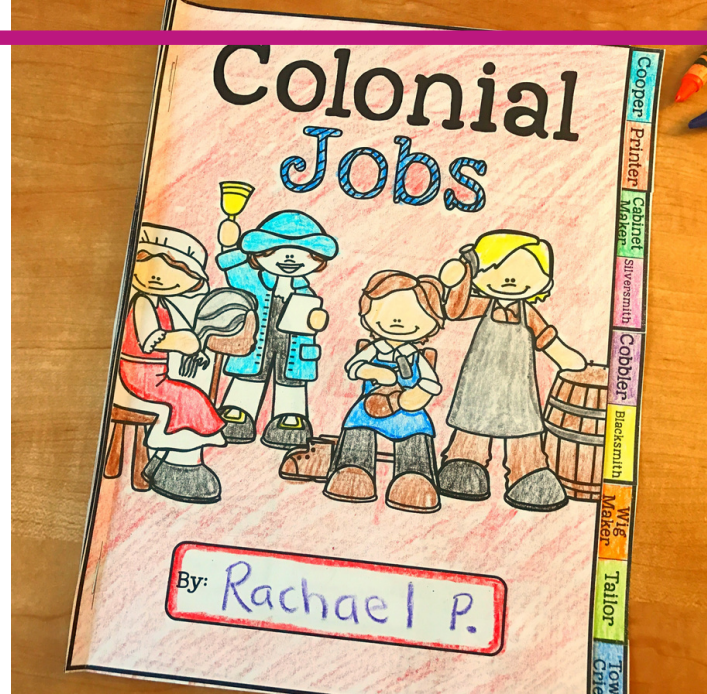 Colonial
Jobs
By: Rachael P.
Cooper
Printer
Cabinet
Maker
Silversmith
Cobbler
Blacksmith
Wig
Maker
Tailor